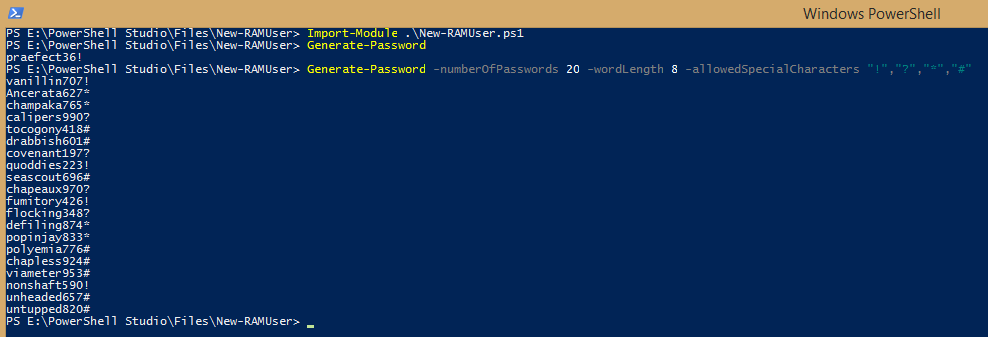 Windows PowerShell
PS E:\PowerShell Studio\Files\New-RAMUser> Import-Module .\New-RAMUser.ps1
PS E:\PowerShell Studio\Files\New-RAMUser> Generate-Password
praefect36!
PS E:\PowerShell Studio\Files\New-RAMUser> Generate-Password -numberOfPasswords 20 -wordLength 8 -allowedSpecialCharacters "!","?","*","#"
vanillin707!
Ancerata627*
champaka765*
calipers990?
tocogony418#
drabbish601#
covenant197?
quoddies223!
seascout696#
chapeaux970?
fumitory426!
flocking348?
defiling874*
popinjay833*
polyemia776#
chapless924#
viameter953#
nonshaft590!
unheaded657#
untupped820#
PS E:\PowerShell Studio\Files\New-RAMUser> _